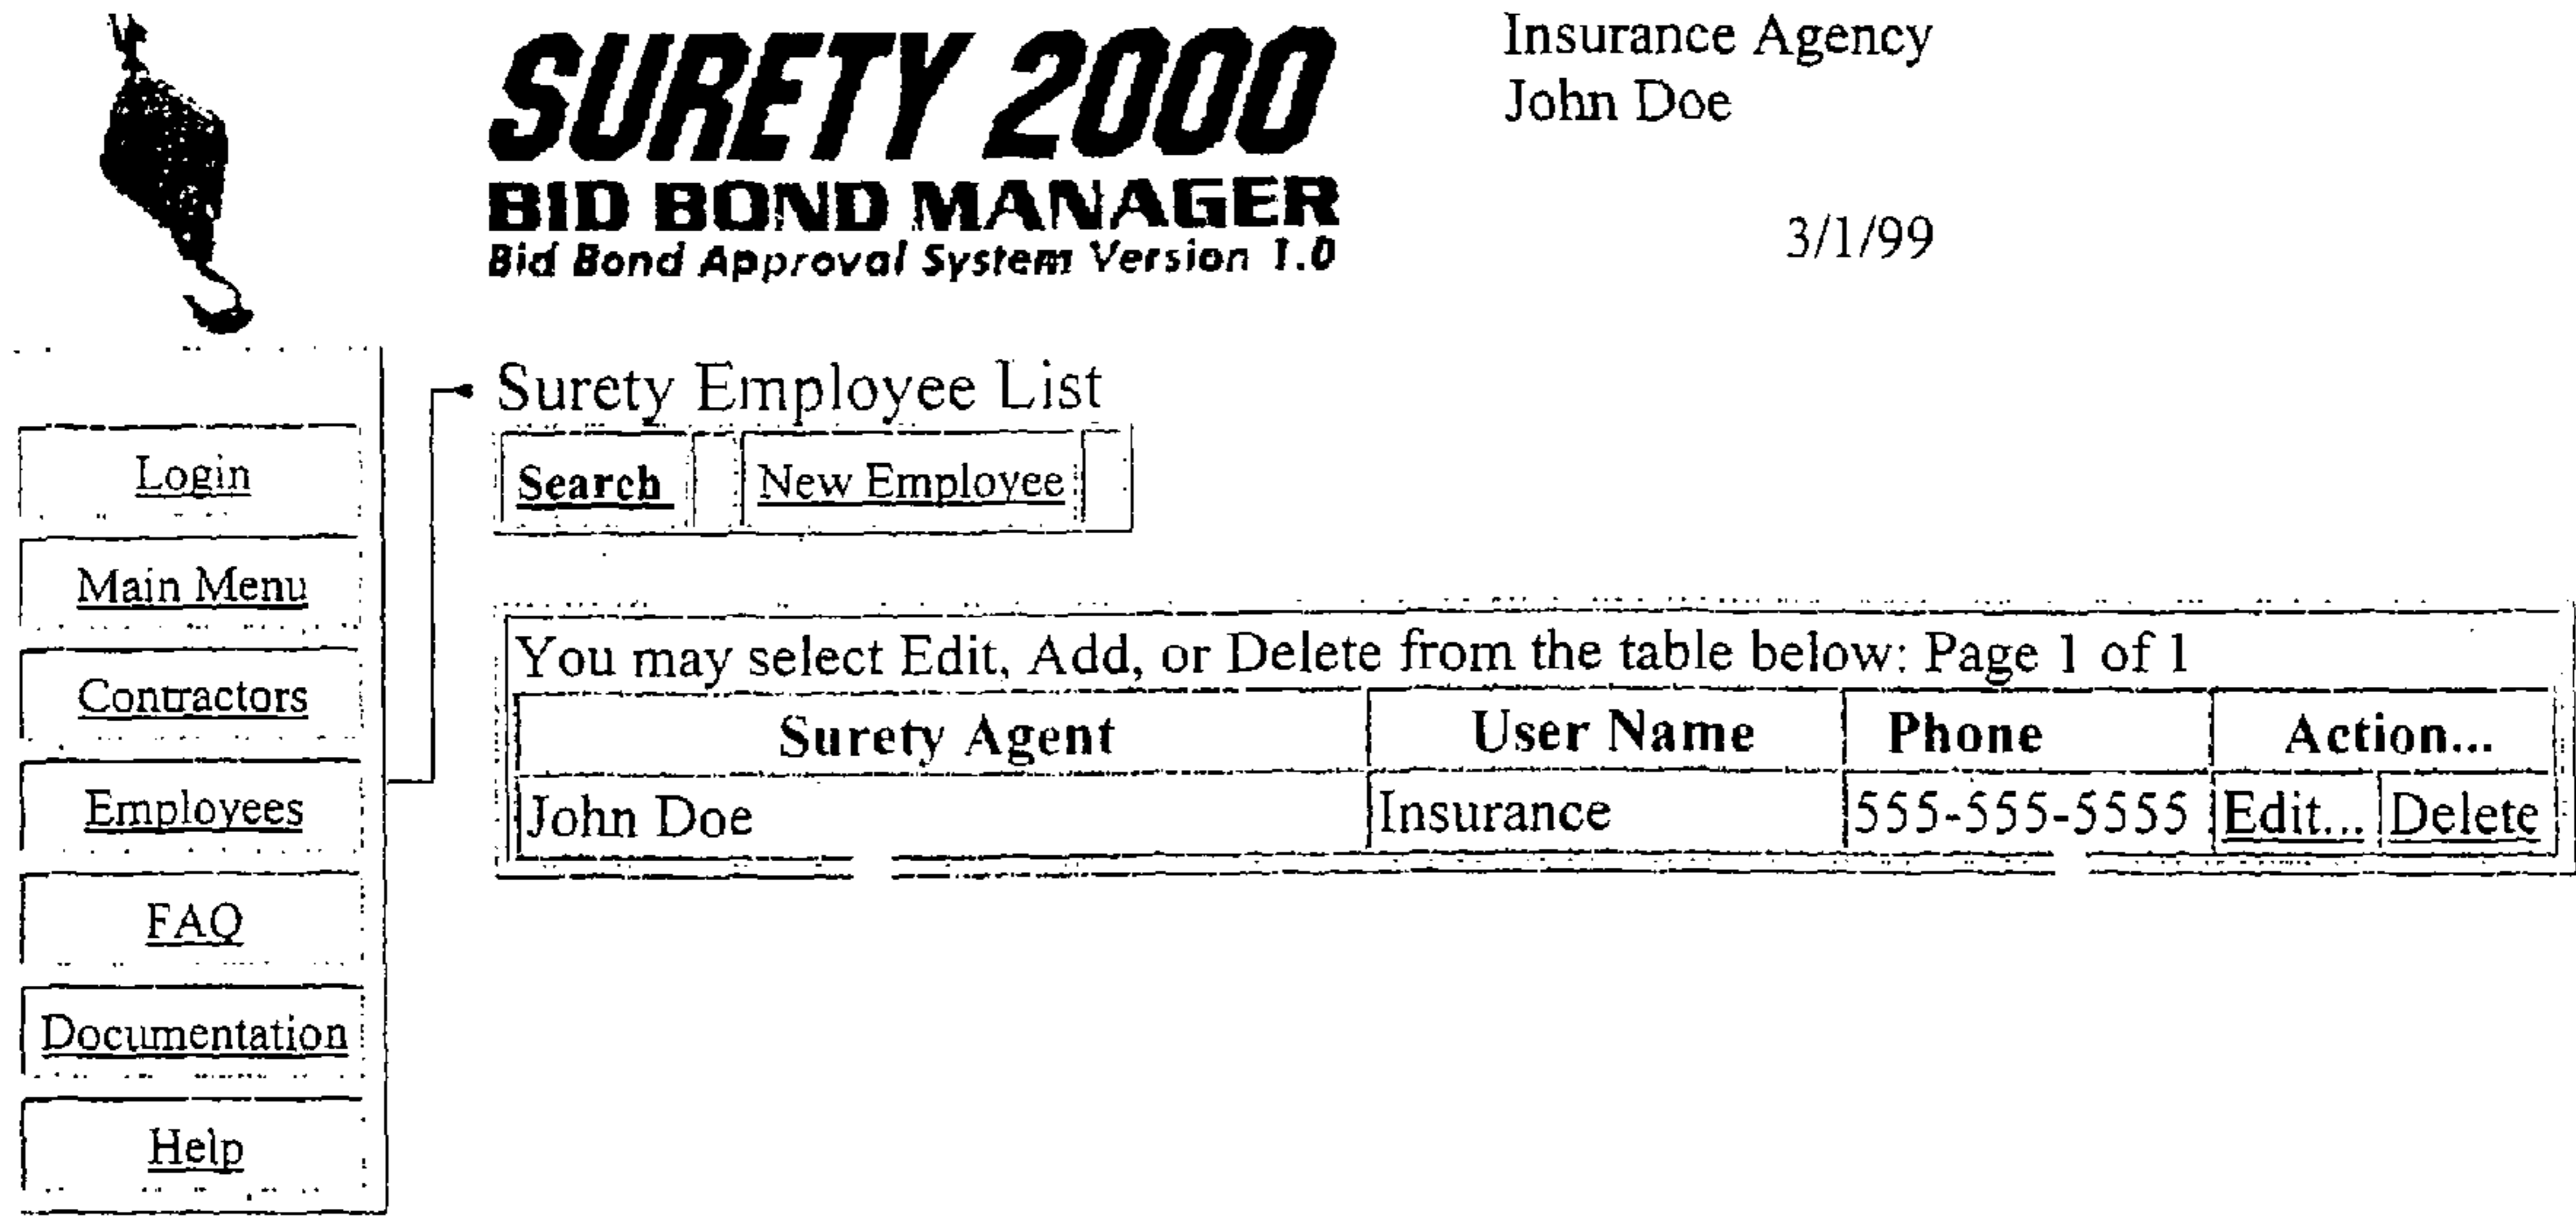 SURETY 2000
BID BOND MANAGER
Bid Bond Approval System Version 1.0
Insurance Agency
John Doe
3/1/99
Login
Main Menu
Contractors
Employees
FAQ
Documentation
Help
Surety Employee List
Search New Employee
You may select Edit, Add, or Delete from the table below: Page 1 of 1
Surety Agent User Name Phone Action...
John Doe Insurance 555-555-5555 Edit... Delete